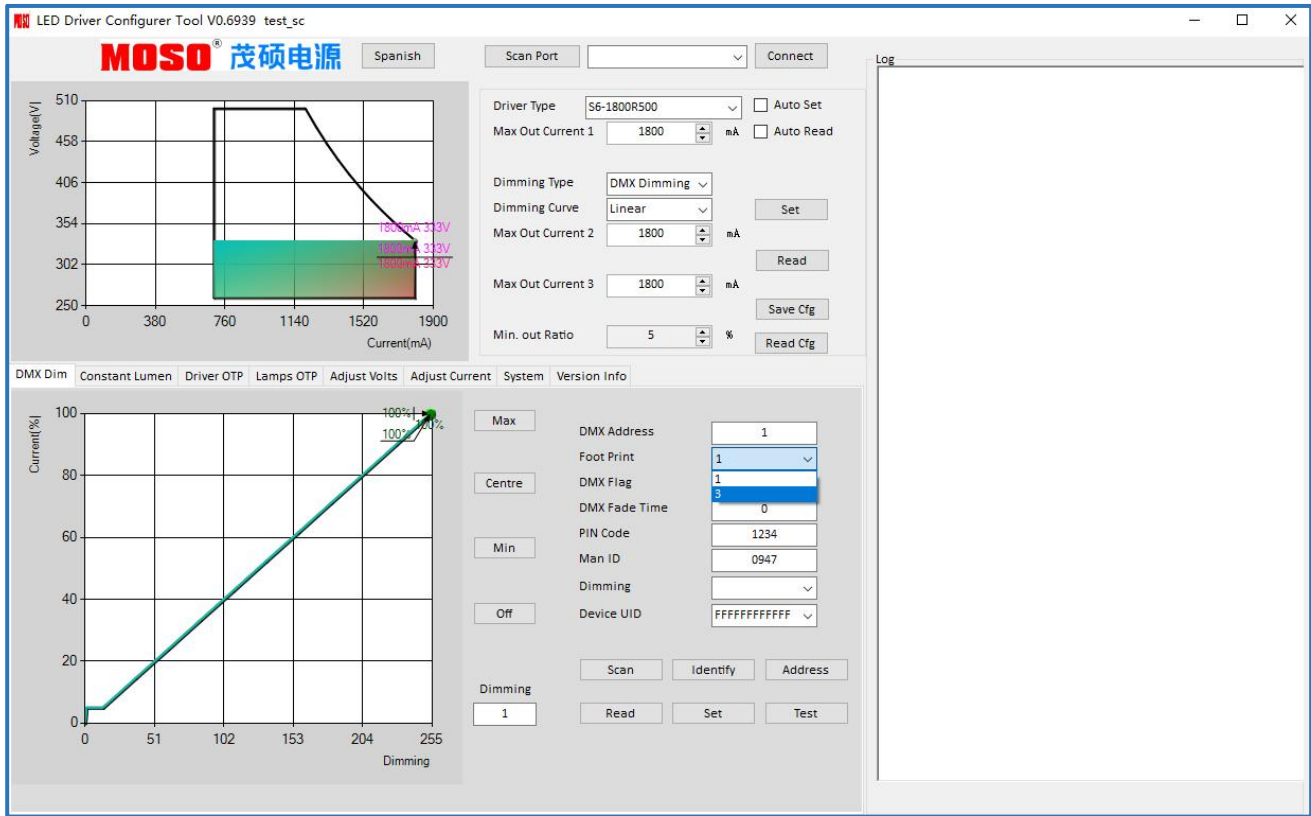 MOSO LED Driver Configurer Tool V0.6939 test_sc
MOSO® 茂硕电源
Spanish
Scan Port
Connect
Log
Voltage[V]
510
458
406
354
302
250
0 380 760 1140 1520 1900
Current(mA)
1800mA 333V
1800mA 333V
1800mA 333V
Driver Type S6-1800R500 Auto Set
Max Out Current 1 1800 mA Auto Read
Dimming Type DMX Dimming
Dimming Curve Linear Set
Max Out Current 2 1800 mA
Read
Max Out Current 3 1800 mA
Save Cfg
Min. out Ratio 5 %
Read Cfg
DMX Dim Constant Lumen Driver OTP Lamps OTP Adjust Volts Adjust Current System Version Info
Current[%]
100
80
60
40
20
0
0 51 102 153 204 255
Dimming
100%
100%
100%
Max
Centre
Min
Off
Dimming
1
DMX Address 1
Foot Print 1
1
DMX Flag
3
DMX Fade Time 0
PIN Code 1234
Man ID 0947
Dimming
Device UID FFFFFFFFFFFF
Scan Identify Address
Read Set Test